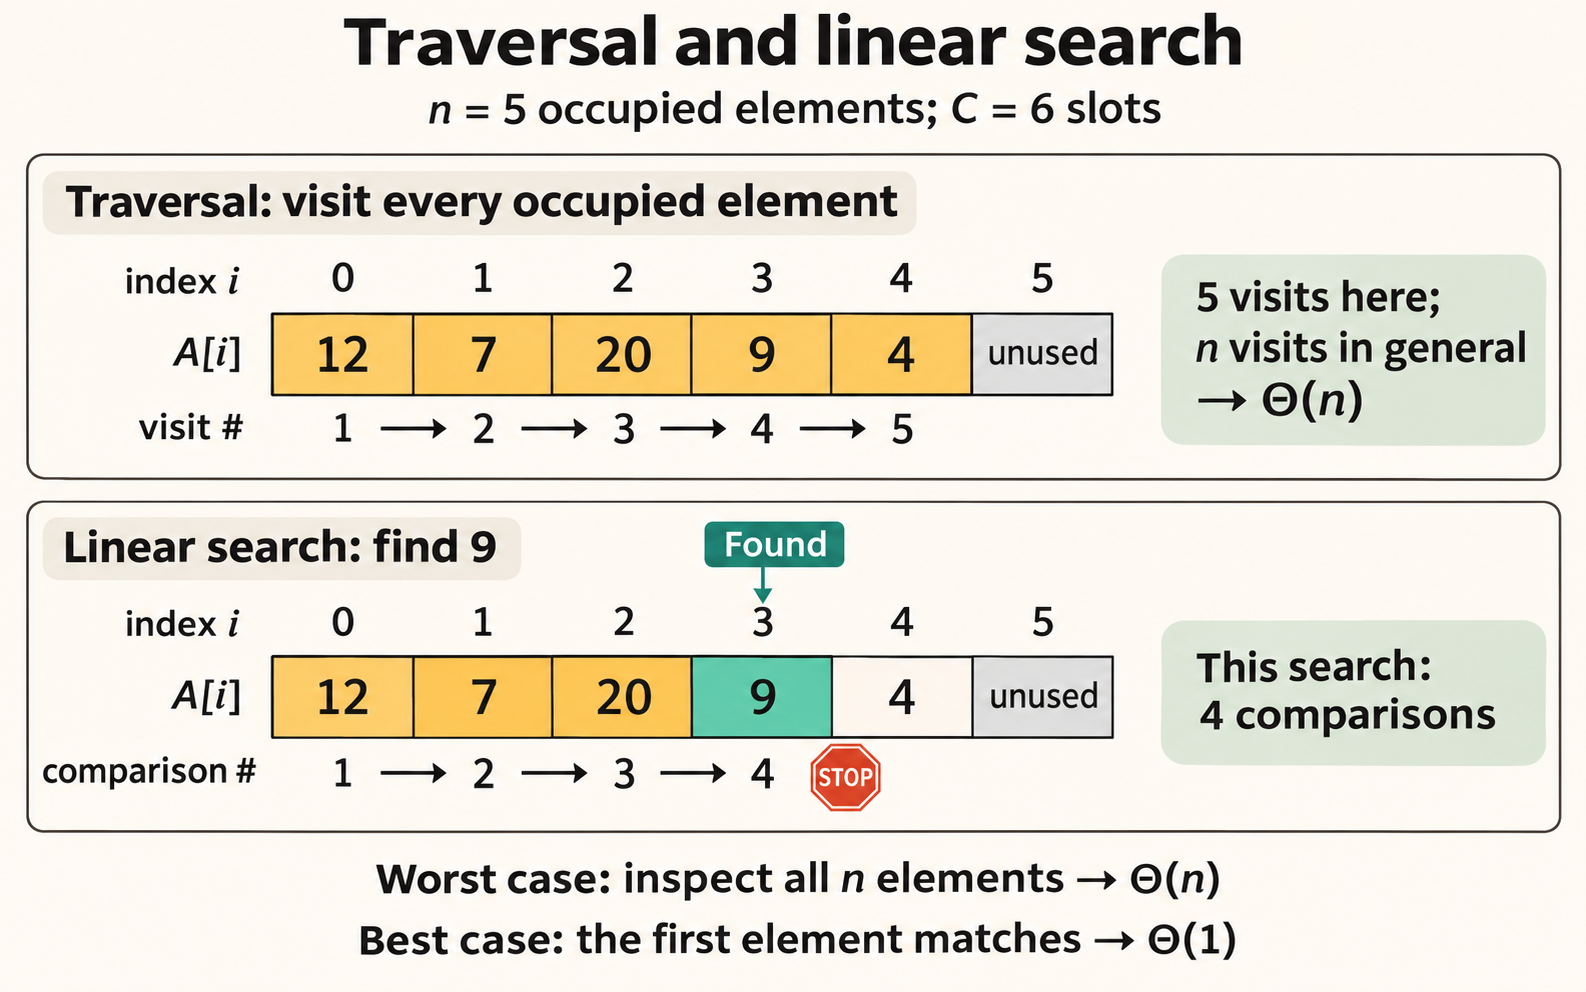 Traversal and linear search
n = 5 occupied elements; C = 6 slots
Traversal: visit every occupied element
index i 0 1 2 3 4 5
A[i] 12 7 20 9 4 unused
visit # 1 → 2 → 3 → 4 → 5
5 visits here;
n visits in general
→ Θ(n)
Linear search: find 9
Found
index i 0 1 2 3 4 5
A[i] 12 7 20 9 4 unused
comparison # 1 → 2 → 3 → 4 STOP
This search:
4 comparisons
Worst case: inspect all n elements → Θ(n)
Best case: the first element matches → Θ(1)